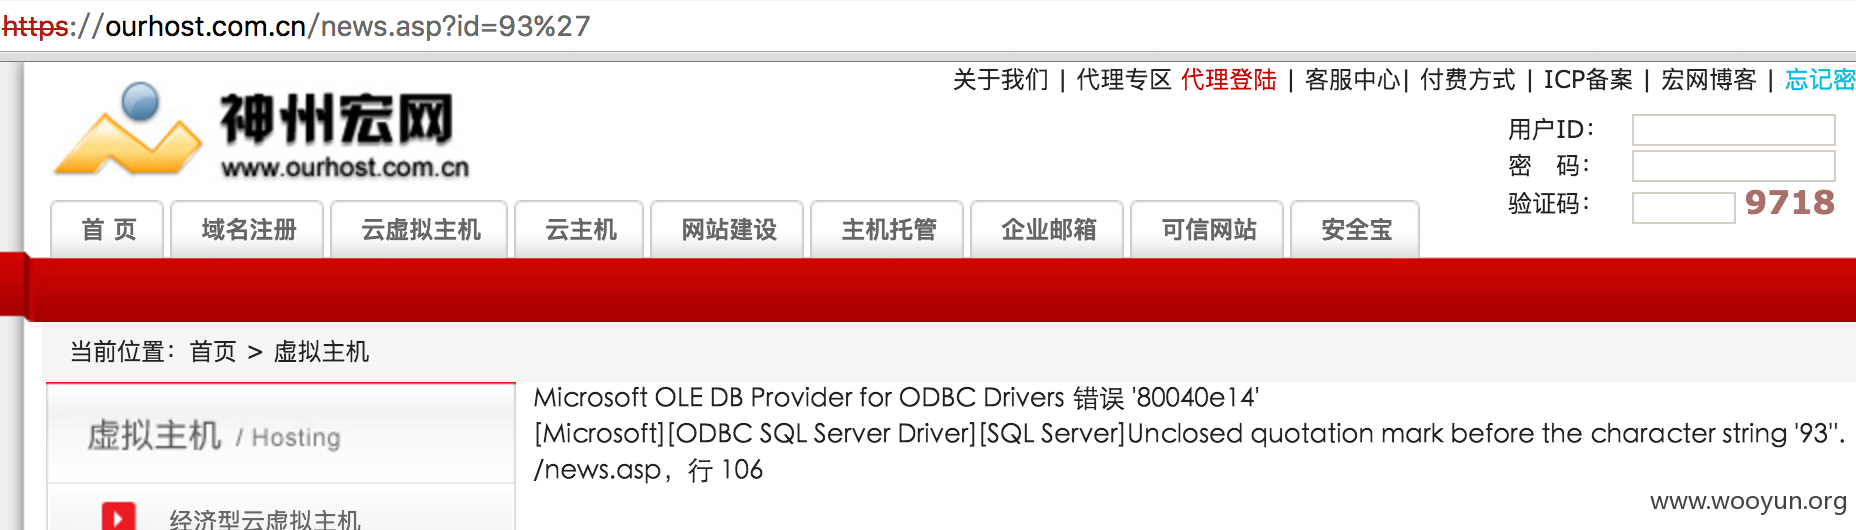 https://ourhost.com.cn/news.asp?id=93%27
关于我们 | 代理专区 代理登陆 | 客服中心| 付费方式 | ICP备案 | 宏网博客 | 忘记密
神州宏网
www.ourhost.com.cn
用户ID：
密 码：
验证码： 9718
首 页 域名注册 云虚拟主机 云主机 网站建设 主机托管 企业邮箱 可信网站 安全宝
当前位置：首页 > 虚拟主机
虚拟主机 / Hosting
经济型云虚拟主机
Microsoft OLE DB Provider for ODBC Drivers 错误 '80040e14'
[Microsoft][ODBC SQL Server Driver][SQL Server]Unclosed quotation mark before the character string '93''.
/news.asp，行 106
www.wooyun.org